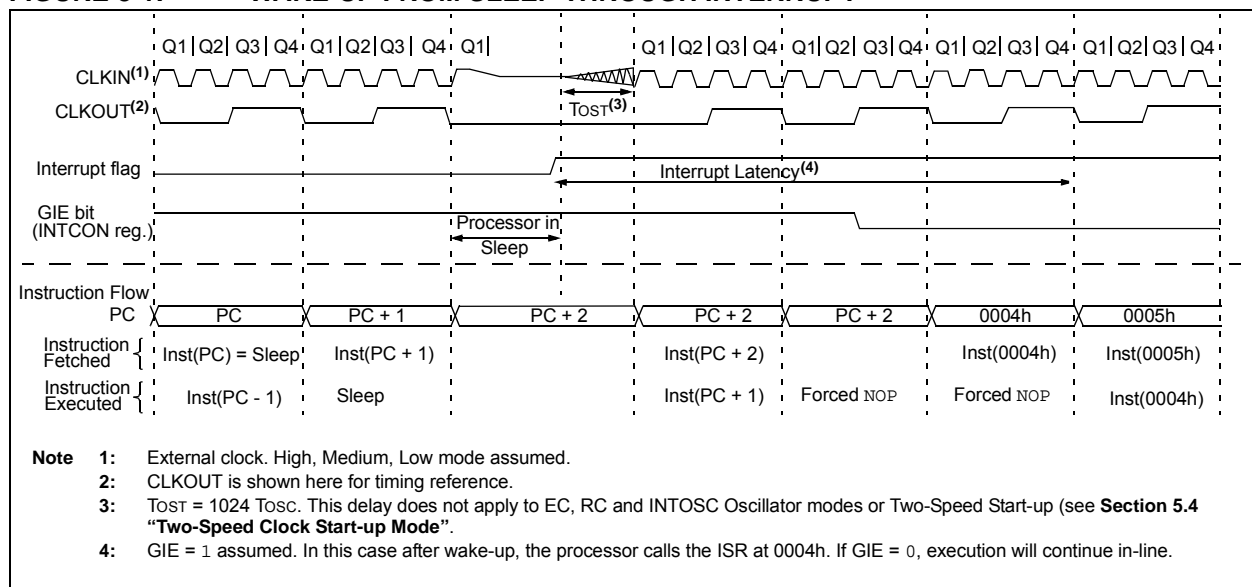 Q1| Q2| Q3| Q4 Q1| Q2| Q3| Q4 Q1| Q1| Q2| Q3| Q4 Q1| Q2| Q3| Q4 Q1| Q2| Q3| Q4 Q1| Q2| Q3| Q4
CLKIN(1)
CLKOUT(2)
TOST(3)
Interrupt flag
Interrupt Latency(4)
GIE bit
(INTCON reg.)
Processor in
Sleep
Instruction Flow
PC PC PC + 1 PC + 2 PC + 2 PC + 2 0004h 0005h
Instruction
Fetched { Inst(PC) = Sleep Inst(PC + 1) Inst(PC + 2) Inst(0004h) Inst(0005h)
Instruction
Executed { Inst(PC - 1) Sleep Inst(PC + 1) Forced NOP Forced NOP Inst(0004h)
Note 1: External clock. High, Medium, Low mode assumed.
2: CLKOUT is shown here for timing reference.
3: TOST = 1024 TOSC. This delay does not apply to EC, RC and INTOSC Oscillator modes or Two-Speed Start-up (see Section 5.4
“Two-Speed Clock Start-up Mode”.
4: GIE = 1 assumed. In this case after wake-up, the processor calls the ISR at 0004h. If GIE = 0, execution will continue in-line.